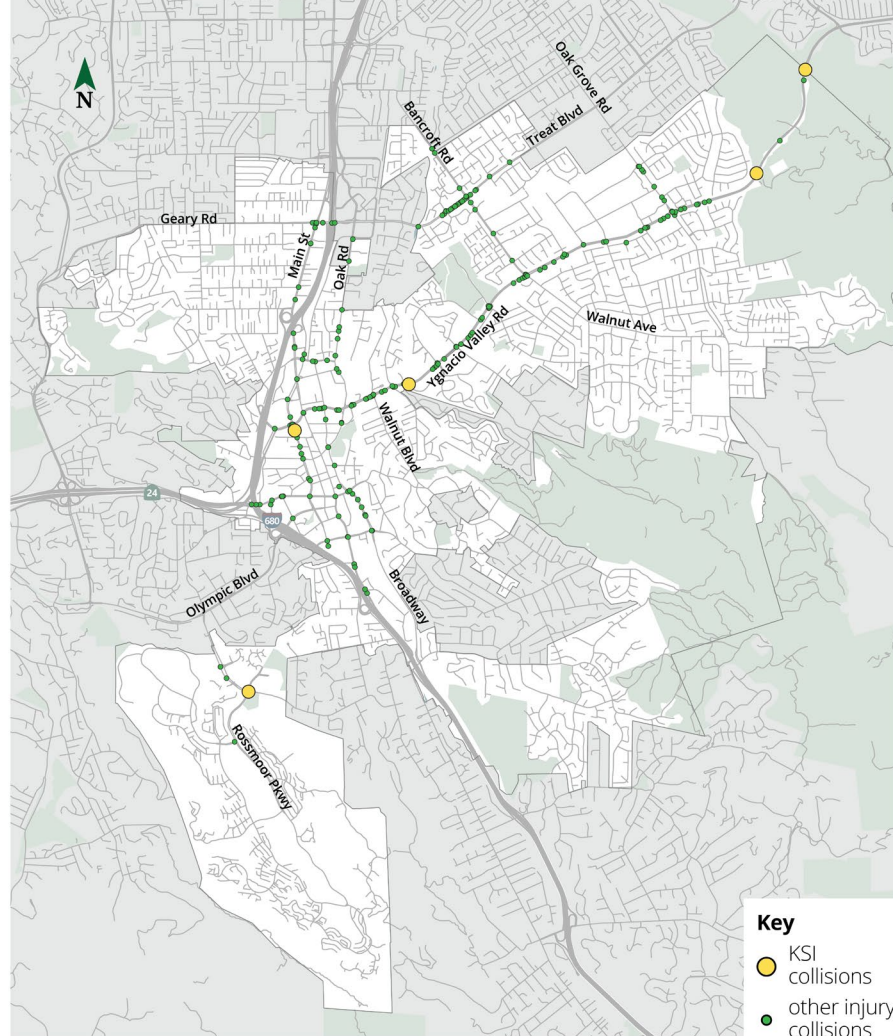 N
Oak Grove Rd
Bancroft Rd
Treat Blvd
Geary Rd
Main St
Oak Rd
Walnut Ave
Ygnacio Valley Rd
Walnut Blvd
24
680
Olympic Blvd
Broadway
Rossmoor Pkwy
Key
KSI
collisions
other injury
collisions